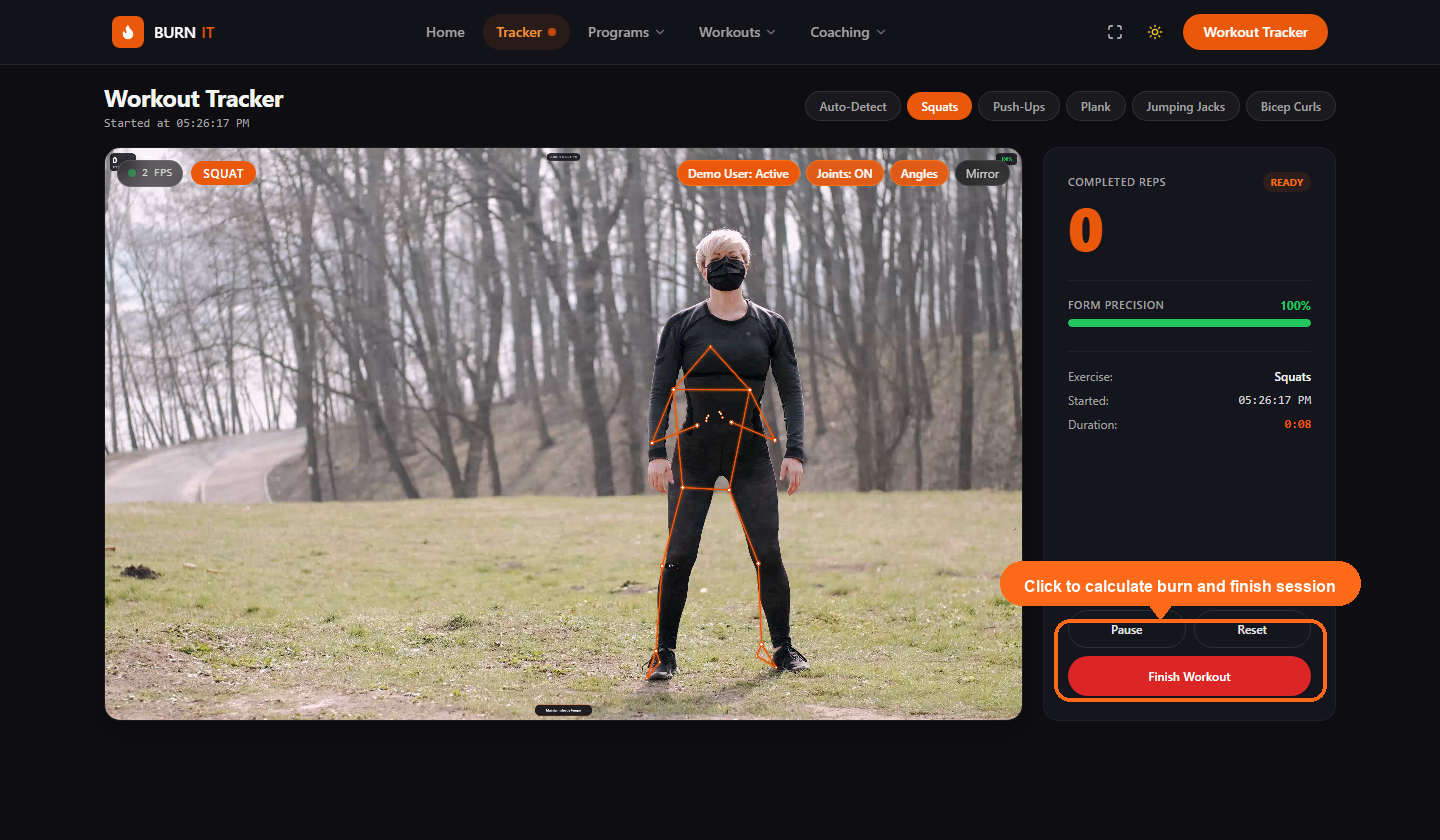 BURN IT
Home
Tracker
Programs
Workouts
Coaching
Workout Tracker
Workout Tracker
Started at 05:26:17 PM
Auto-Detect
Squats
Push-Ups
Plank
Jumping Jacks
Bicep Curls
0
2 FPS
SQUAT
Demo User: Active
Joints: ON
Angles
Mirror
100%
COMPLETED REPS
READY
0
FORM PRECISION
100%
Exercise:
Squats
Started:
05:26:17 PM
Duration:
0:08
Click to calculate burn and finish session
Pause
Reset
Finish Workout